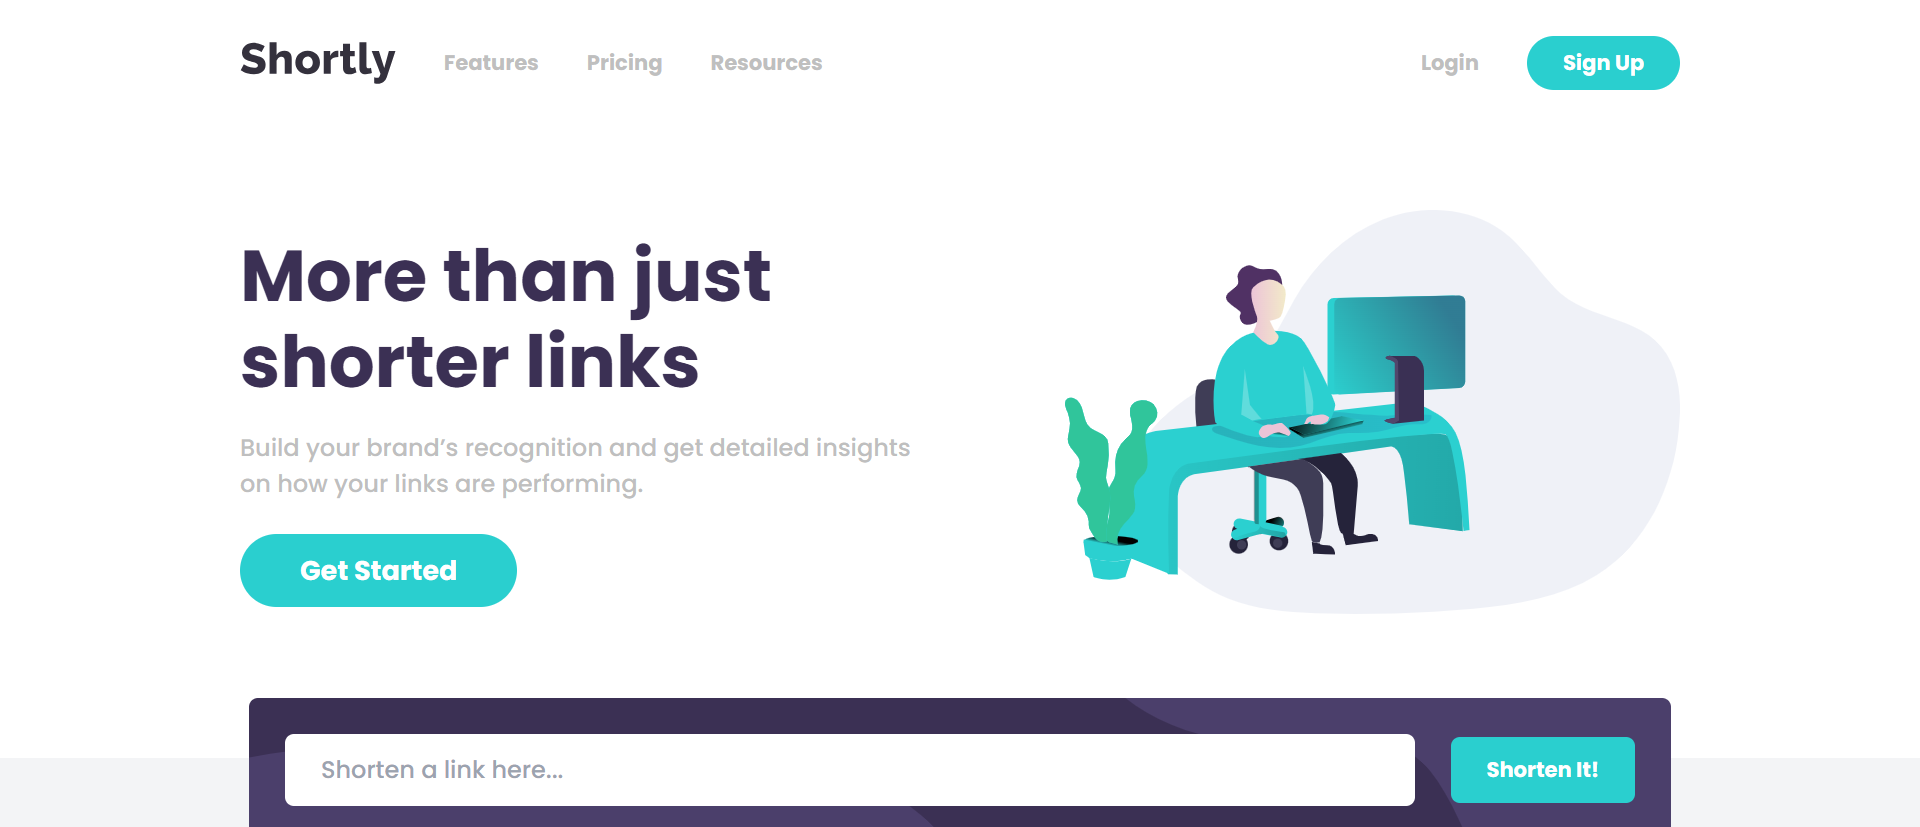 Shortly Features Pricing Resources Login Sign Up
More than just
shorter links
Build your brand’s recognition and get detailed insights
on how your links are performing.
Get Started
Shorten a link here... Shorten It!